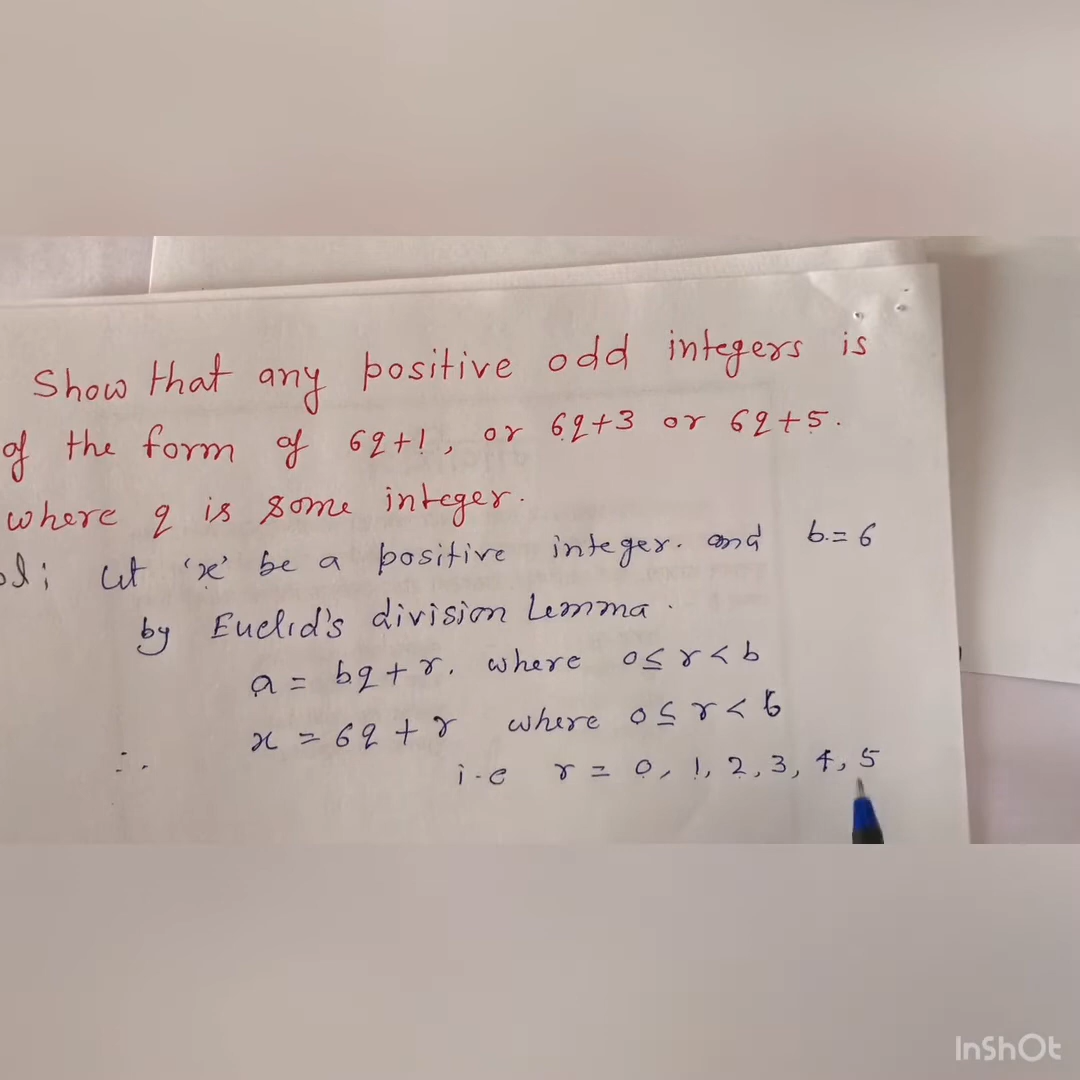 Show that any positive odd integers is
of the form of 6q+1, or 6q+3 or 6q+5.
where q is some integer.
let 'x' be a positive integer. and b=6
by Euclid's division Lemma.
a = bq + r. where 0≤ r < b
∴ x = 6q + r where 0≤ r < 6
i.e r = 0, 1, 2, 3, 4, 5
InShOt